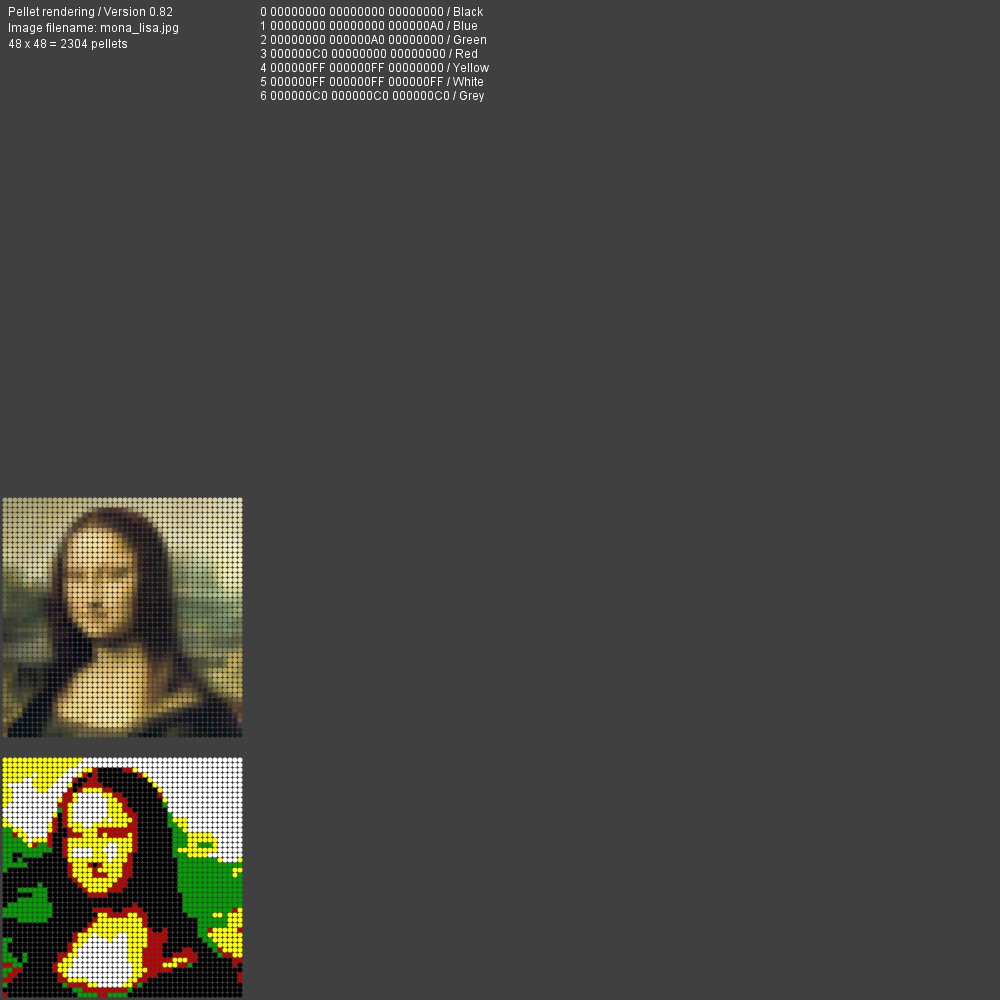 Pellet rendering / Version 0.82
Image filename: mona_lisa.jpg
48 x 48 = 2304 pellets
0 00000000 00000000 00000000 / Black
1 00000000 00000000 000000A0 / Blue
2 00000000 000000A0 00000000 / Green
3 000000C0 00000000 00000000 / Red
4 000000FF 000000FF 00000000 / Yellow
5 000000FF 000000FF 000000FF / White
6 000000C0 000000C0 000000C0 / Grey